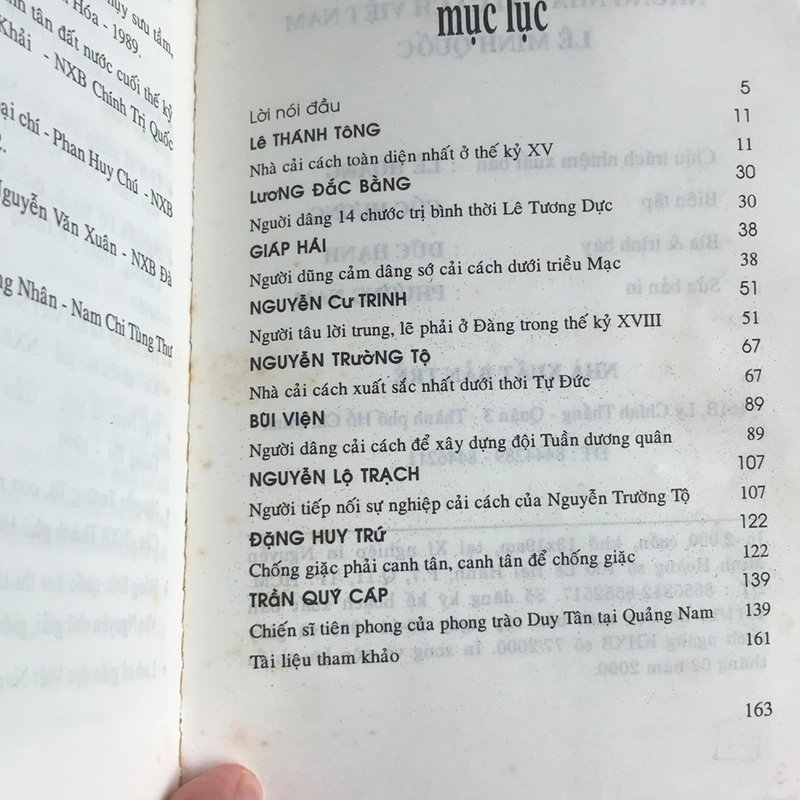 sưu tầm,
Hóa - 1989.
tân đất nước cuối thế kỷ
Khải - NXB Chính Trị Quốc
chí - Phan Huy Chú - NXB
Nguyễn Văn Xuân - NXB Đà
Nhân - Nam Chi Tùng Thư
mục lục
Lời nói đầu 5
LÊ THÁNH TÔNG 11
Nhà cải cách toàn diện nhất ở thế kỷ XV 11
LƯƠNG ĐẮC BẰNG 30
Người dâng 14 chước trị bình thời Lê Tương Dực 30
GIÁP HẢI 38
Người dũng cảm dâng sớ cải cách dưới triều Mạc 38
NGUYỄN CƯ TRINH 51
Người tâu lời trung, lẽ phải ở Đàng trong thế kỷ XVIII 51
NGUYỄN TRƯỜNG TỘ 67
Nhà cải cách xuất sắc nhất dưới thời Tự Đức 67
BÙI VIỆN 89
Người dâng cải cách để xây dựng đội Tuần dương quân 89
NGUYỄN LỘ TRẠCH 107
Người tiếp nối sự nghiệp cải cách của Nguyễn Trường Tộ 107
ĐẶNG HUY TRỨ 122
Chống giặc phải canh tân, canh tân để chống giặc 122
TRẦN QUÝ CÁP 139
Chiến sĩ tiên phong của phong trào Duy Tân tại Quảng Nam 139
Tài liệu tham khảo 161
163